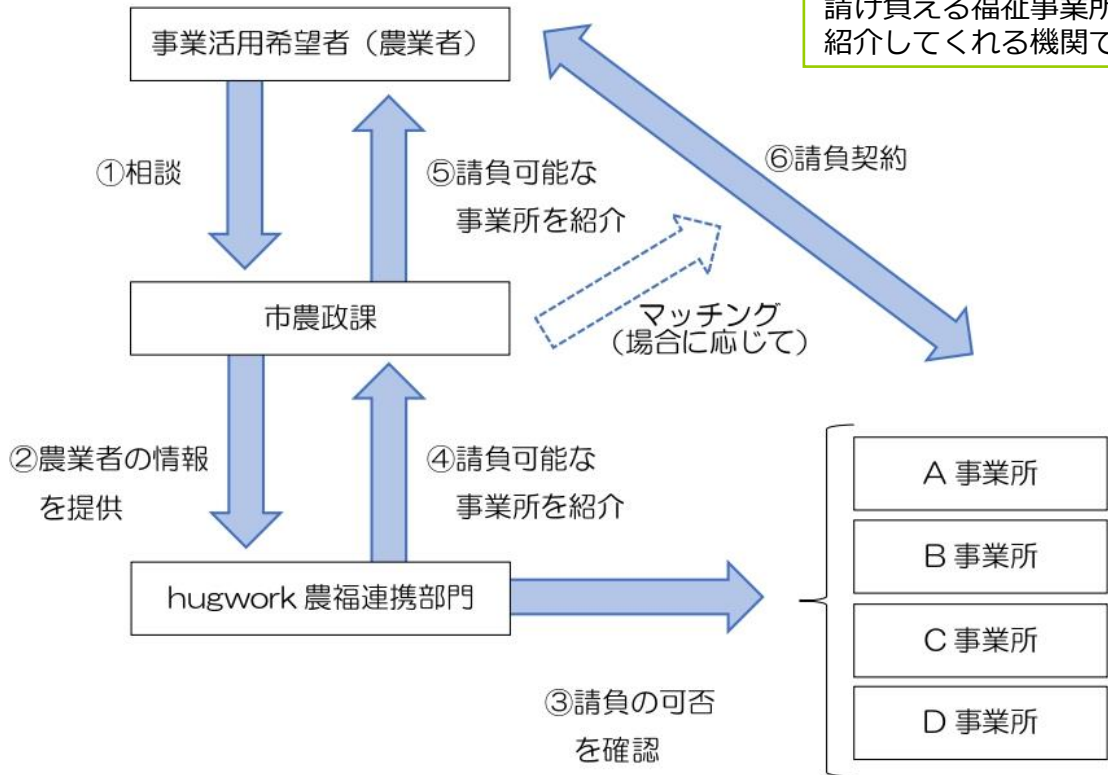 請け負える福祉事業所
紹介してくれる機関で
事業活用希望者（農業者）
①相談
⑤請負可能な
事業所を紹介
⑥請負契約
市農政課
マッチング
（場合に応じて）
②農業者の情報
を提供
④請負可能な
事業所を紹介
hugwork 農福連携部門
③請負の可否
を確認
A 事業所
B 事業所
C 事業所
D 事業所